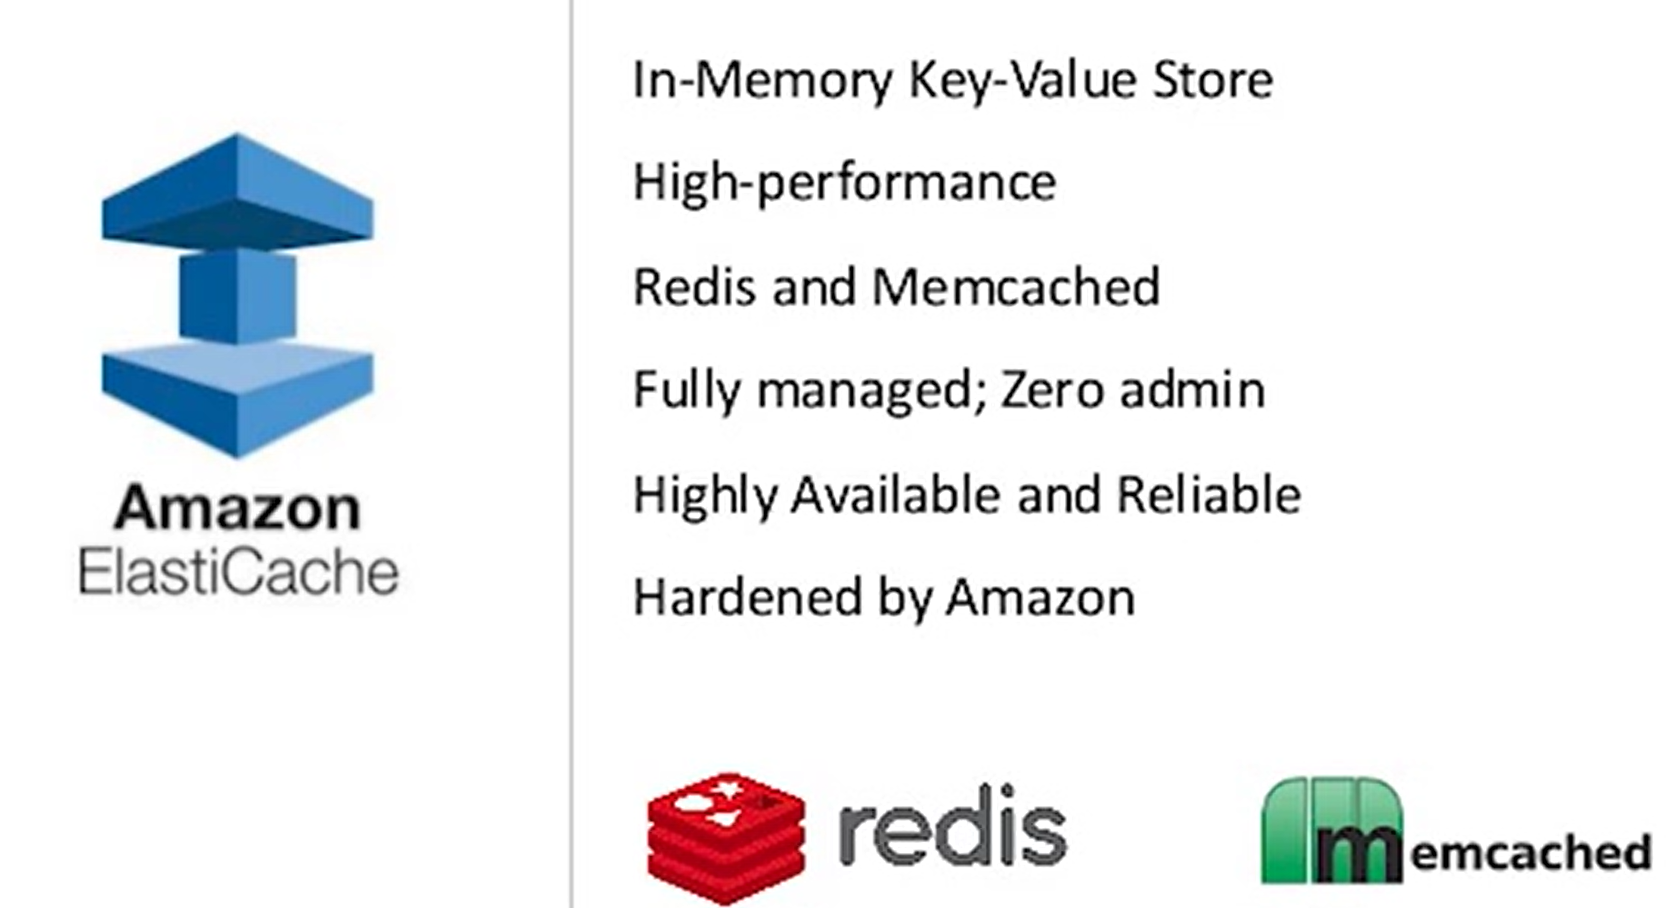 Amazon
ElastiCache
In-Memory Key-Value Store
High-performance
Redis and Memcached
Fully managed; Zero admin
Highly Available and Reliable
Hardened by Amazon
redis
memcached